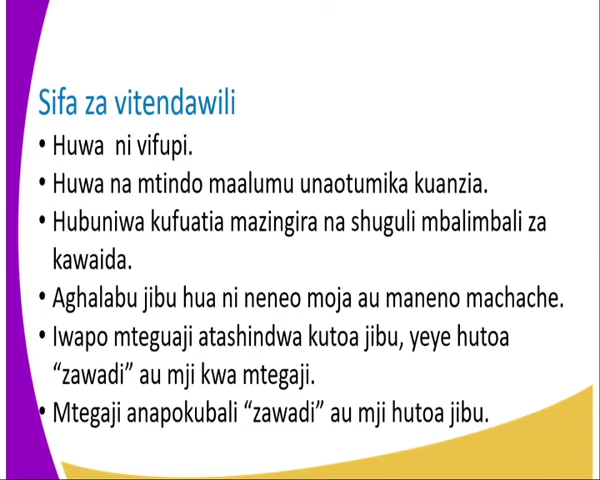 Sifa za vitendawili
• Huwa ni vifupi.
• Huwa na mtindo maalumu unaotumika kuanzia.
• Hubuniwa kufuatia mazingira na shuguli mbalimbali za
kawaida.
• Aghalabu jibu hua ni neneo moja au maneno machache.
• Iwapo mteguaji atashindwa kutoa jibu, yeye hutoa
“zawadi” au mji kwa mtegaji.
• Mtegaji anapokubali “zawadi” au mji hutoa jibu.